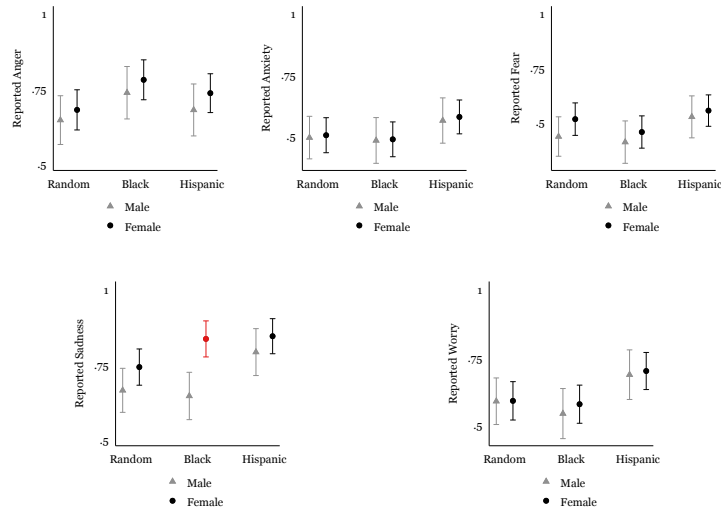 Reported Anger
1
.75
.5
Random Black Hispanic
Male
Female
Reported Anxiety
1
.75
.5
Random Black Hispanic
Male
Female
Reported Fear
1
.75
.5
Random Black Hispanic
Male
Female
Reported Sadness
1
.75
.5
Random Black Hispanic
Male
Female
Reported Worry
1
.75
.5
Random Black Hispanic
Male
Female